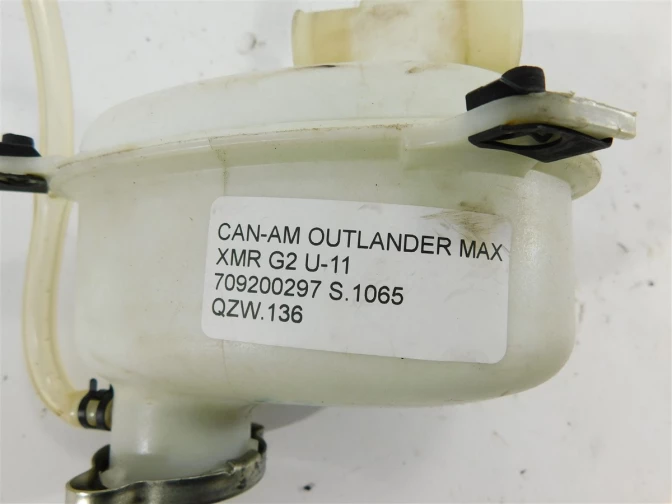 CAN-AM OUTLANDER MAX
XMR G2 U-11
709200297 S.1065
QZW.136